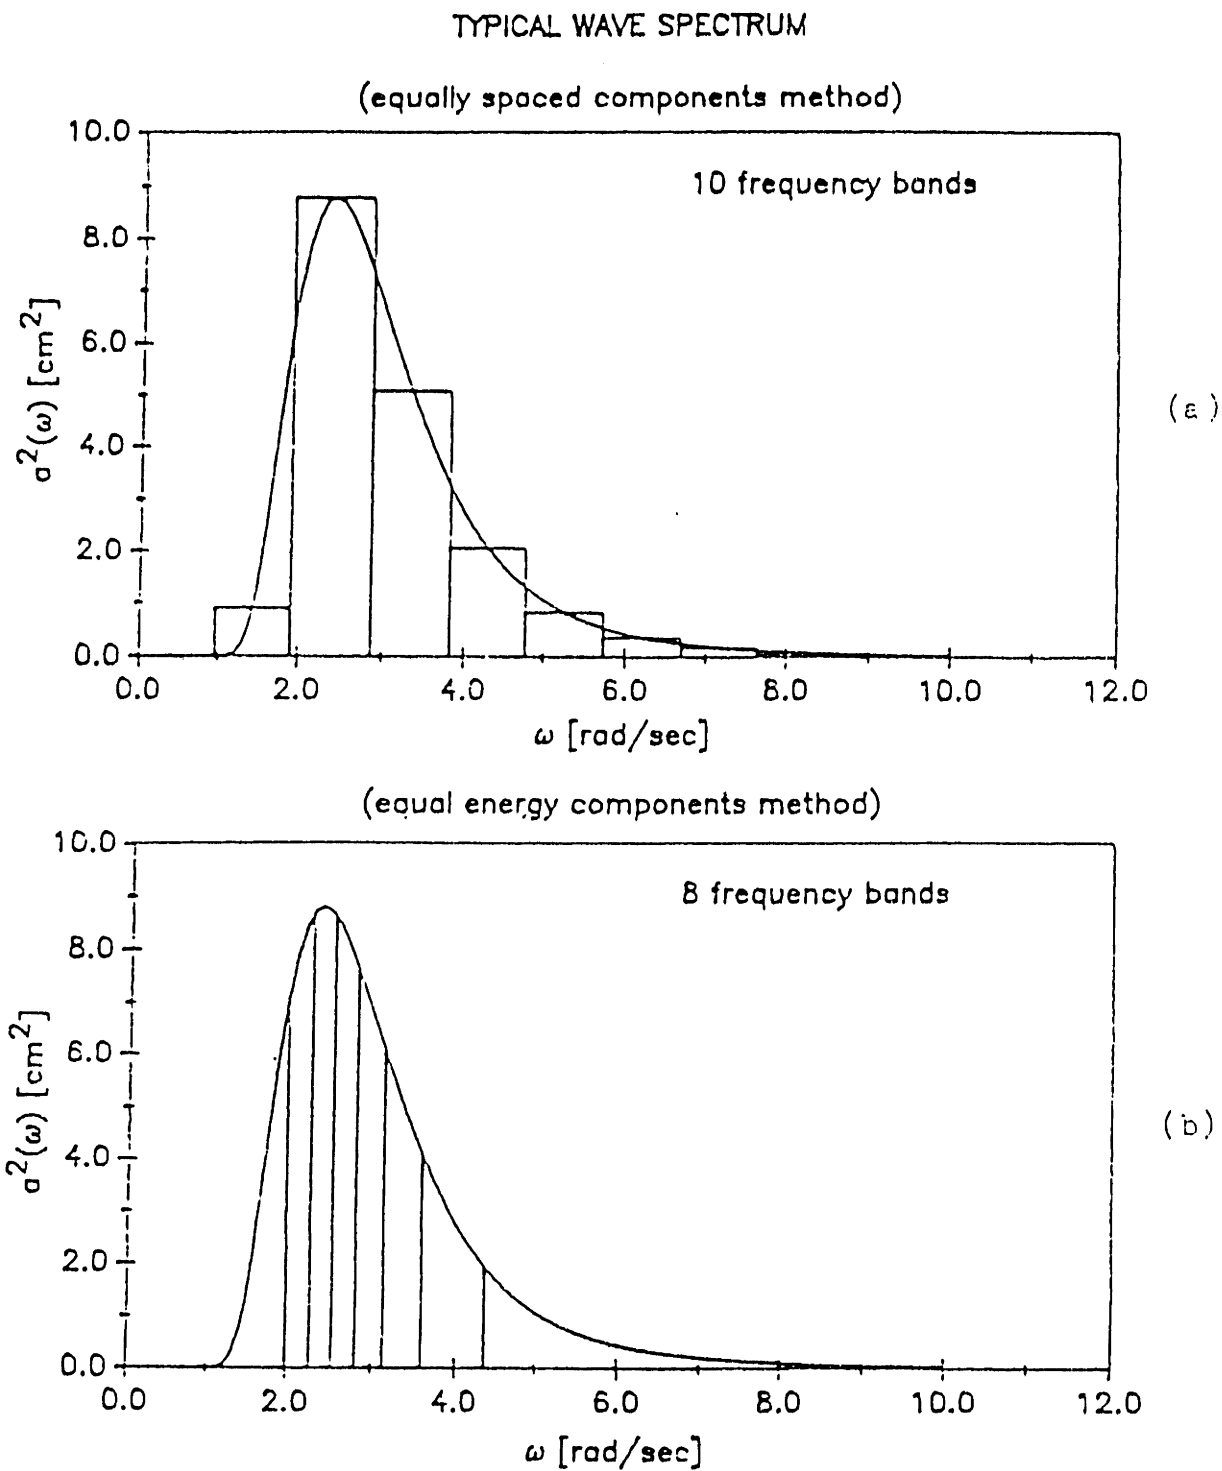 TYPICAL WAVE SPECTRUM
(equally spaced components method)
10.0
10 frequency bands
8.0
6.0
a²(ω) [cm²]
(a)
4.0
2.0
0.0
0.0 2.0 4.0 6.0 8.0 10.0 12.0
ω [rad/sec]
(equal energy components method)
10.0
8 frequency bands
8.0
6.0
a²(ω) [cm²]
(b)
4.0
2.0
0.0
0.0 2.0 4.0 6.0 8.0 10.0 12.0
ω [rad/sec]